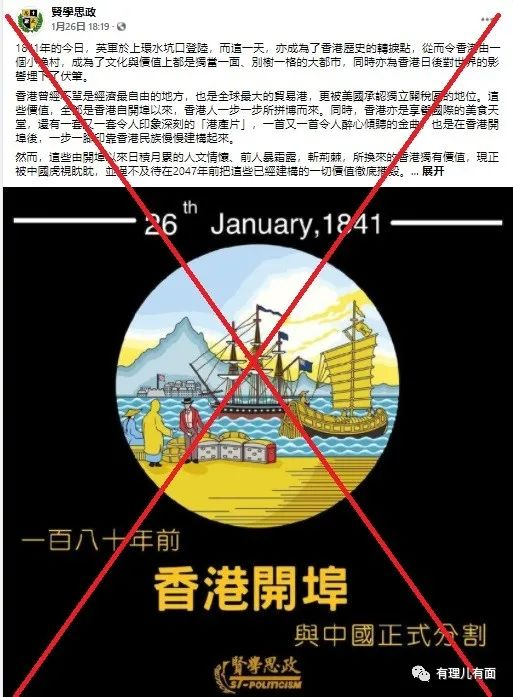 賢學思政
1月26日 18:19
1841年的今日，英軍於上環水坑口登陸，而這一天，亦成為了香港歷史的轉捩點，從而令香港由一
個小漁村，成為了文化與價值上都是獨當一面、別樹一格的大都市，同時亦為香港日後對世界的影
響埋下了伏筆。
香港曾經不單是經濟最自由的地方，也是全球最大的貿易港，更被美國承認獨立關稅區的地位。這
些價值，全部是香港自開埠以來，香港人一步一步所拼搏而來。同時，香港亦是享譽國際的美食天
堂，還有一套又一套令人印象深刻的「港產片」，一首又一首令人醉心傾聽的金曲，也是在香港開
埠後，一步一腳印靠香港民族慢慢建構起來。
然而，這些由開埠以來日積月累的人文情懷、前人暴霜露，斬荊棘，所換來的香港獨有價值，現正
被中國虎視眈眈，並急不及待在2047年前把這些已經建構的一切價值徹底摧毀。... 展开
26th January,1841
一百八十年前
香港開埠
與中國正式分割
賢學思政
ST-POLITICISM
有理儿有面